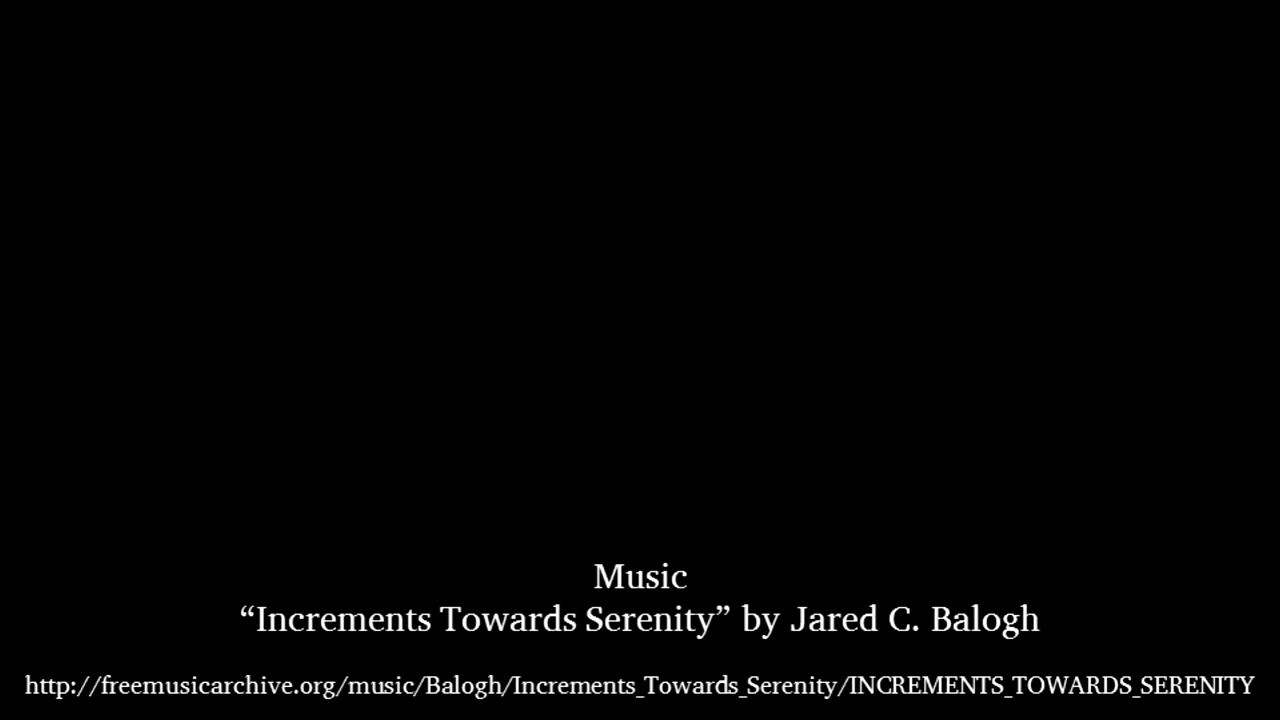 Music
“Increments Towards Serenity” by Jared C. Balogh
http://freemusicarchive.org/music/Balogh/Increments_Towards_Serenity/INCREMENTS_TOWARDS_SERENITY